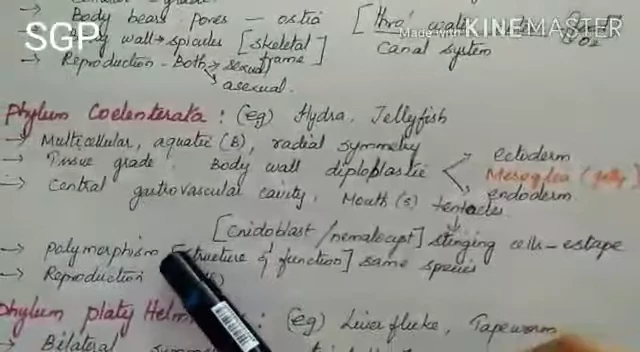 → Body bears pores – ostia [thro' water
SGP
Made with KINEMASTER
→ Body wall → spicules [skeletal frame] canal system O2
→ Reproduction – Both → sexual
→ asexual.
Phylum Coelenterata : (eg) Hydra, Jellyfish
→ Multicellular, aquatic (B), radial symmetry
→ Tissue grade. Body wall diploblastic < ectoderm
Mesoglea (jelly)
endoderm
→ Central gastrovascular cavity, Mouth (s) tentacles
[cnidoblast / nematocyst] stinging cells – estape
→ Polymorphism [structure & function] same species
→ Reproduction
Phylum Platy Helm : (eg) Liver fluke, Tapeworm
→ Bilateral